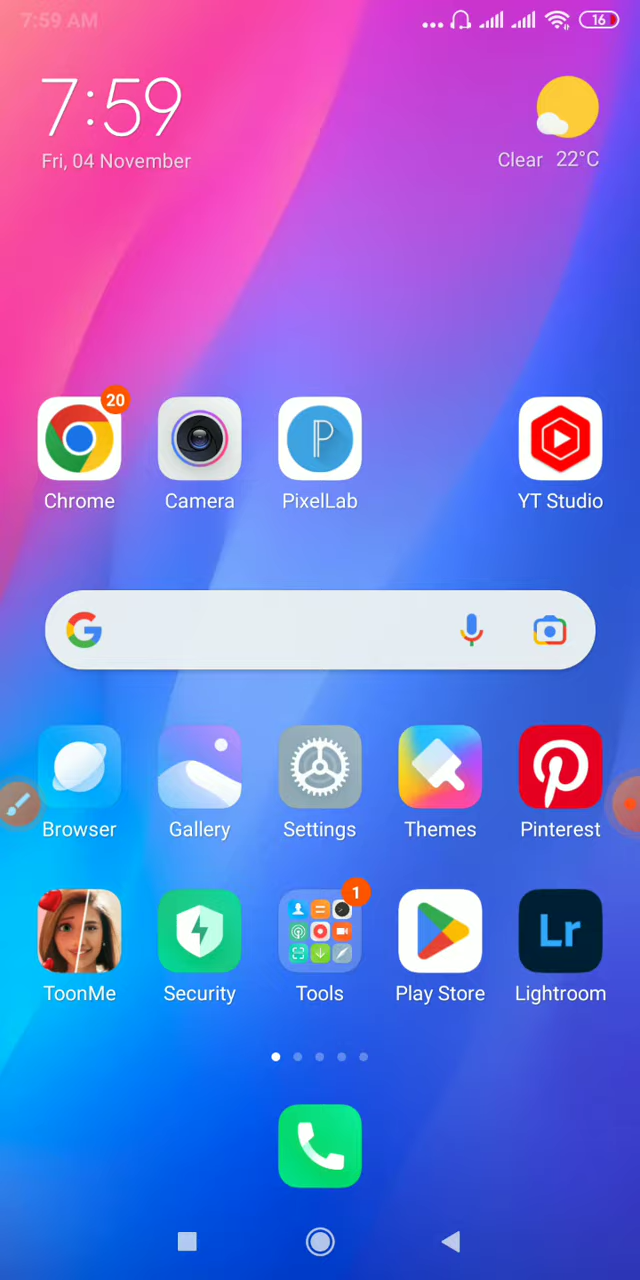 7:59 AM
16
7:59
Fri, 04 November
Clear 22°C
20
Chrome
Camera
PixelLab
YT Studio
Browser
Gallery
Settings
Themes
Pinterest
1
Lr
ToonMe
Security
Tools
Play Store
Lightroom